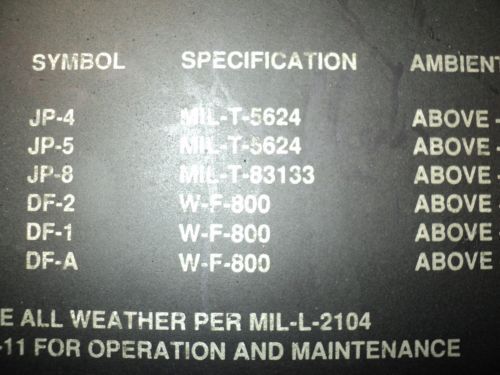 SYMBOL SPECIFICATION AMBIENT
JP-4 MIL-T-5624 ABOVE -
JP-5 MIL-T-5624 ABOVE -
JP-8 MIL-T-83133 ABOVE -
DF-2 W-F-800 ABOVE -
DF-1 W-F-800 ABOVE -
DF-A W-F-800 ABOVE
E ALL WEATHER PER MIL-L-2104
-11 FOR OPERATION AND MAINTENANCE